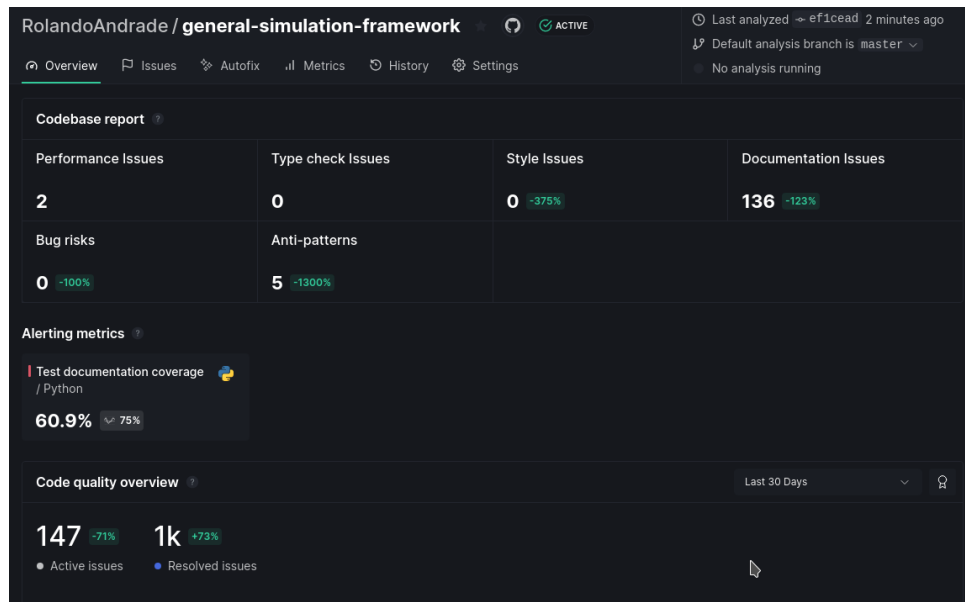 RolandoAndrade / general-simulation-framework ACTIVE
Last analyzed ef1cead 2 minutes ago
Default analysis branch is master
No analysis running
Overview Issues Autofix Metrics History Settings
Codebase report ?
Performance Issues Type check Issues Style Issues Documentation Issues
2 0 0 -375% 136 -123%
Bug risks Anti-patterns
0 -100% 5 -1300%
Alerting metrics ?
Test documentation coverage
/ Python
60.9% 75%
Code quality overview ? Last 30 Days
147 -71% 1k +73%
Active issues Resolved issues